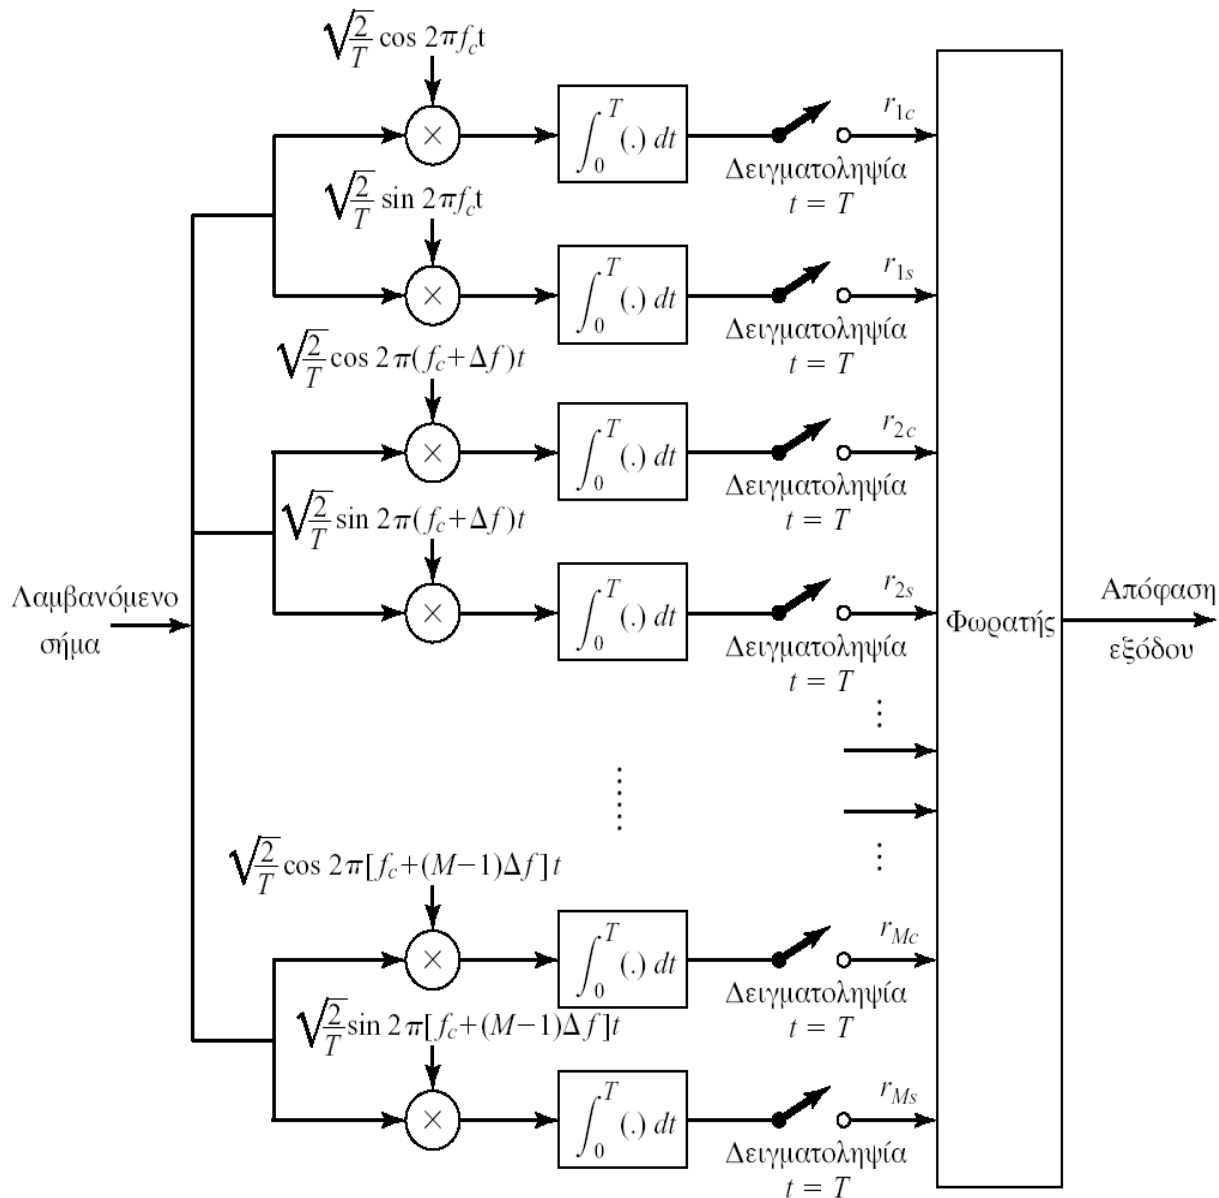 √2/T cos 2πf_c t
∫_0^T (.) dt
r_1c
Δειγματοληψία
t = T
√2/T sin 2πf_c t
∫_0^T (.) dt
r_1s
Δειγματοληψία
t = T
√2/T cos 2π(f_c+Δf)t
∫_0^T (.) dt
r_2c
Δειγματοληψία
t = T
√2/T sin 2π(f_c+Δf)t
∫_0^T (.) dt
r_2s
Δειγματοληψία
t = T
Λαμβανόμενο
σήμα
Φωρατής
Απόφαση
εξόδου
√2/T cos 2π[f_c+(M−1)Δf]t
∫_0^T (.) dt
r_Mc
Δειγματοληψία
t = T
√2/T sin 2π[f_c+(M−1)Δf]t
∫_0^T (.) dt
r_Ms
Δειγματοληψία
t = T